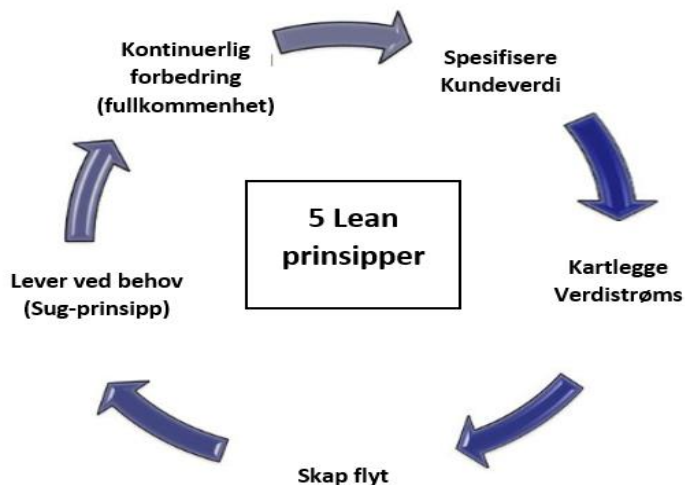 5 Lean
prinsipper
Spesifisere
Kundeverdi
Kartlegge
Verdistrøms
Skap flyt
Lever ved behov
(Sug-prinsipp)
Kontinuerlig
forbedring
(fullkommenhet)